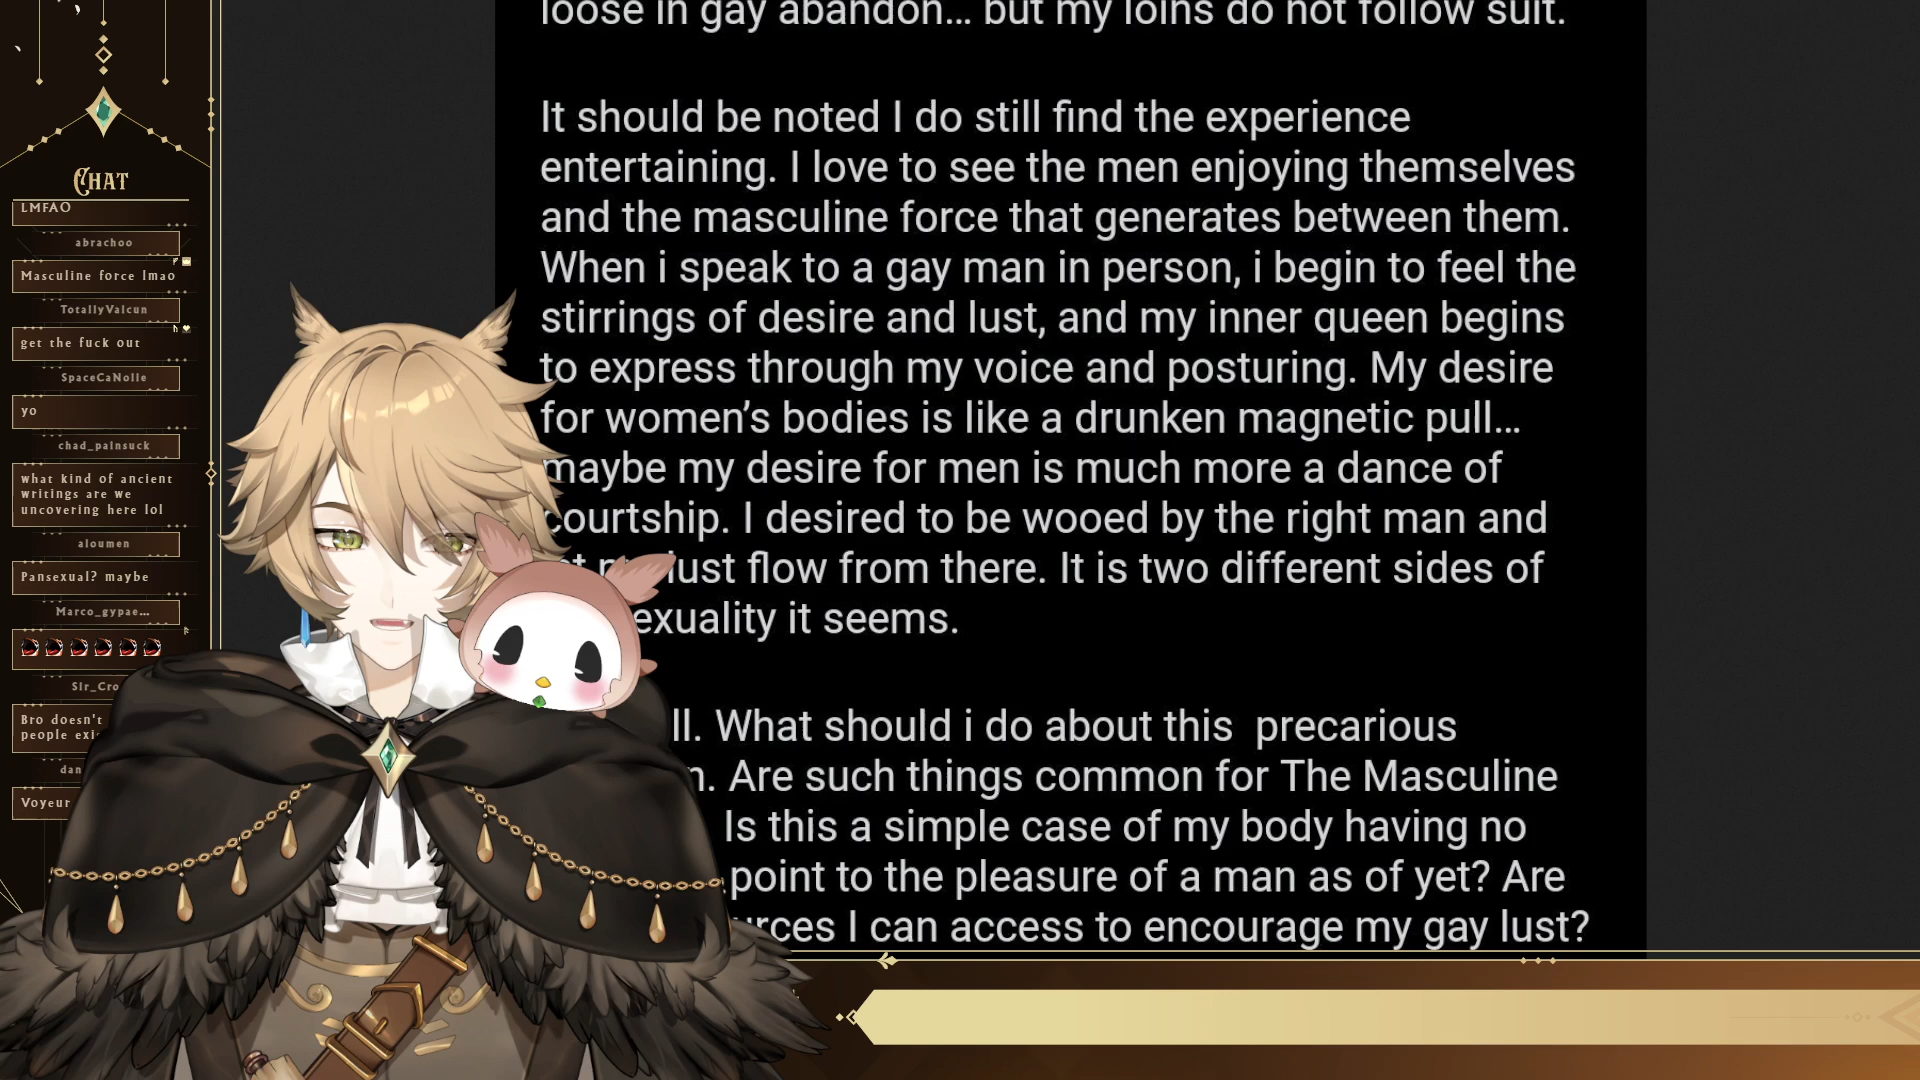 CHAT
LMFAO
abrachoo
Masculine force lmao
TotallyValcun
get the fuck out
SpaceCaNolie
yo
chad_painsuck
what kind of ancient
writings are we
uncovering here lol
aloumen
Pansexual? maybe
Marco_gypae...
Sir_Cro
Bro doesn't
people
dan
Voyeur
loose in gay abandon... but my loins do not follow suit.
It should be noted I do still find the experience
entertaining. I love to see the men enjoying themselves
and the masculine force that generates between them.
When i speak to a gay man in person, i begin to feel the
stirrings of desire and lust, and my inner queen begins
to express through my voice and posturing. My desire
for women's bodies is like a drunken magnetic pull...
maybe my desire for men is much more a dance of
courtship. I desired to be wooed by the right man and
lust flow from there. It is two different sides of
it seems.
What should i do about this precarious
Are such things common for The Masculine
Is this a simple case of my body having no
point to the pleasure of a man as of yet? Are
I can access to encourage my gay lust?